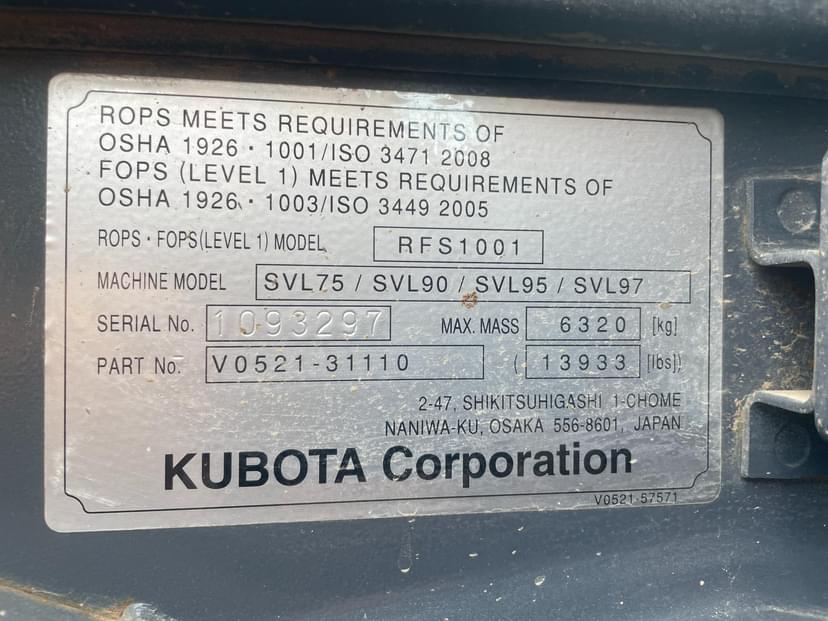 ROPS MEETS REQUIREMENTS OF
OSHA 1926・1001/ISO 3471 2008
FOPS (LEVEL 1) MEETS REQUIREMENTS OF
OSHA 1926・1003/ISO 3449 2005
ROPS・FOPS(LEVEL 1) MODEL RFS1001
MACHINE MODEL SVL75 / SVL90 / SVL95 / SVL97
SERIAL No. 1093297 MAX. MASS 6320 [kg]
PART No. V0521-31110 ( 13933 [lbs])
2-47, SHIKITSUHIGASHI 1-CHOME
NANIWA-KU, OSAKA 556-8601, JAPAN
KUBOTA Corporation
V0521-57571